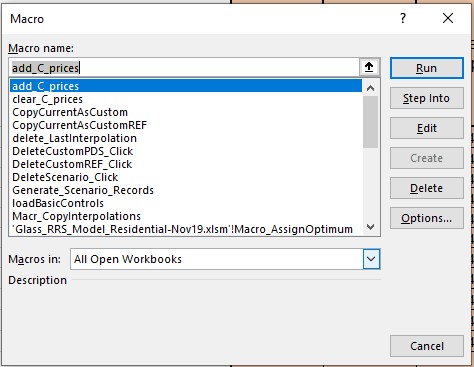 Macro
Macro name:
add_C_prices
add_C_prices
clear_C_prices
CopyCurrentAsCustom
CopyCurrentAsCustomREF
delete_LastInterpolation
DeleteCustomPDS_Click
DeleteCustomREF_Click
DeleteScenario_Click
Generate_Scenario_Records
loadBasicControls
Macr_CopyInterpolations
'Glass_RRS_Model_Residential-Nov19.xlsm'!Macro_AssignOptimum
Run
Step Into
Edit
Create
Delete
Options...
Macros in: All Open Workbooks
Description
Cancel